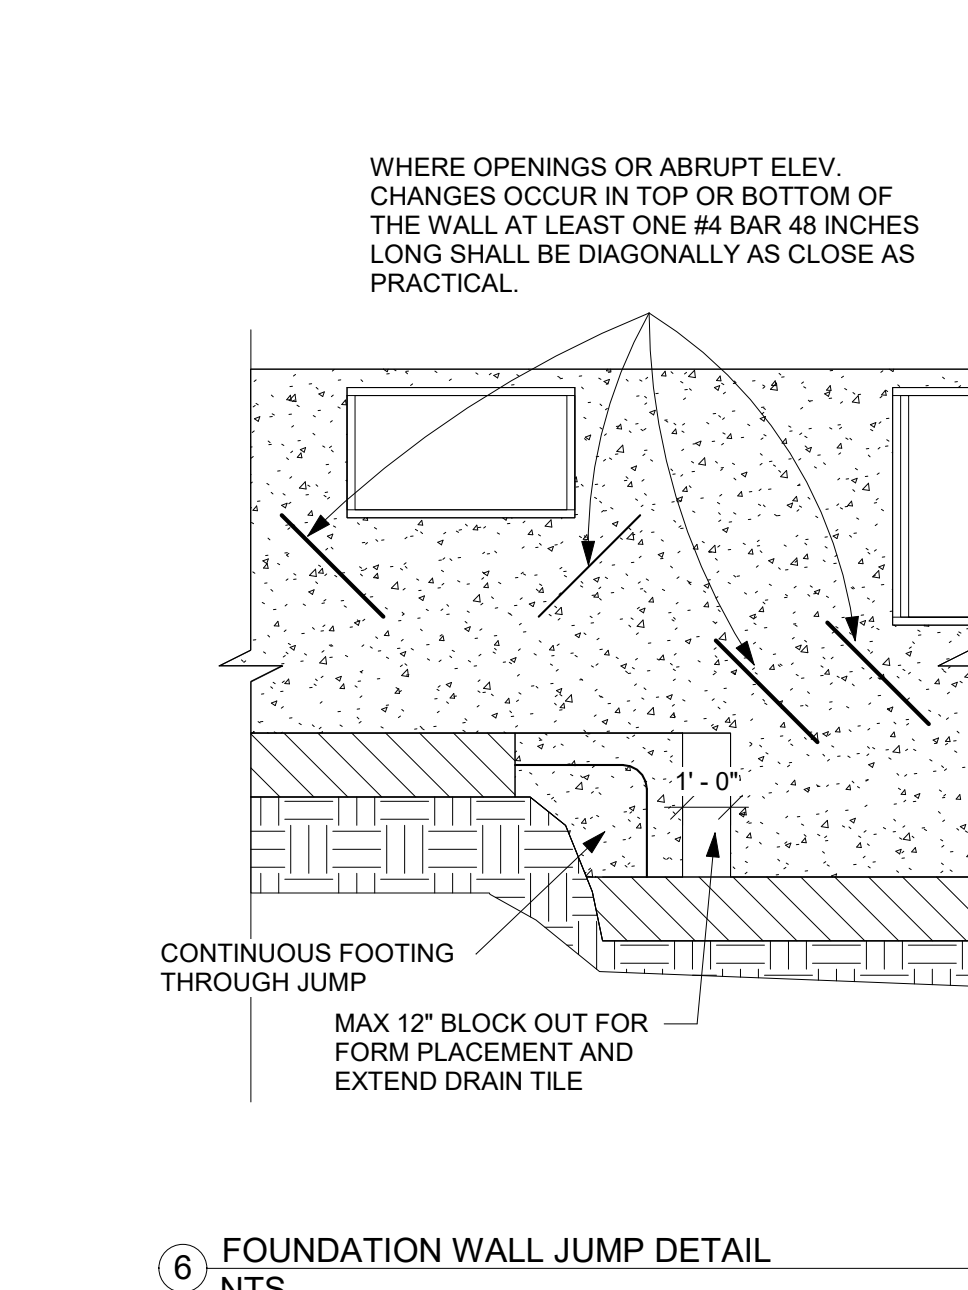 WHERE OPENINGS OR ABRUPT ELEV.
CHANGES OCCUR IN TOP OR BOTTOM OF
THE WALL AT LEAST ONE #4 BAR 48 INCHES
LONG SHALL BE DIAGONALLY AS CLOSE AS
PRACTICAL.
1' - 0"
CONTINUOUS FOOTING
THROUGH JUMP
MAX 12" BLOCK OUT FOR
FORM PLACEMENT AND
EXTEND DRAIN TILE
6 FOUNDATION WALL JUMP DETAIL
NTS